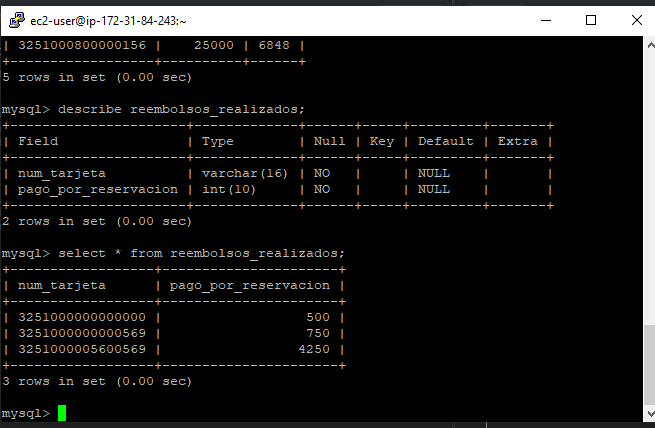 ec2-user@ip-172-31-84-243:~
| 3251000800000156 |    25000 | 6848 |
+------------------+----------+------+
5 rows in set (0.00 sec)
mysql> describe reembolsos_realizados;
+----------------------+-------------+------+-----+---------+-------+
| Field                | Type        | Null | Key | Default | Extra |
+----------------------+-------------+------+-----+---------+-------+
| num_tarjeta          | varchar(16) | NO   |     | NULL    |       |
| pago_por_reservacion | int(10)     | NO   |     | NULL    |       |
+----------------------+-------------+------+-----+---------+-------+
2 rows in set (0.00 sec)
mysql> select * from reembolsos_realizados;
+------------------+----------------------+
| num_tarjeta      | pago_por_reservacion |
+------------------+----------------------+
| 3251000000000000 |                  500 |
| 3251000000000569 |                  750 |
| 3251000005600569 |                 4250 |
+------------------+----------------------+
3 rows in set (0.00 sec)
mysql>